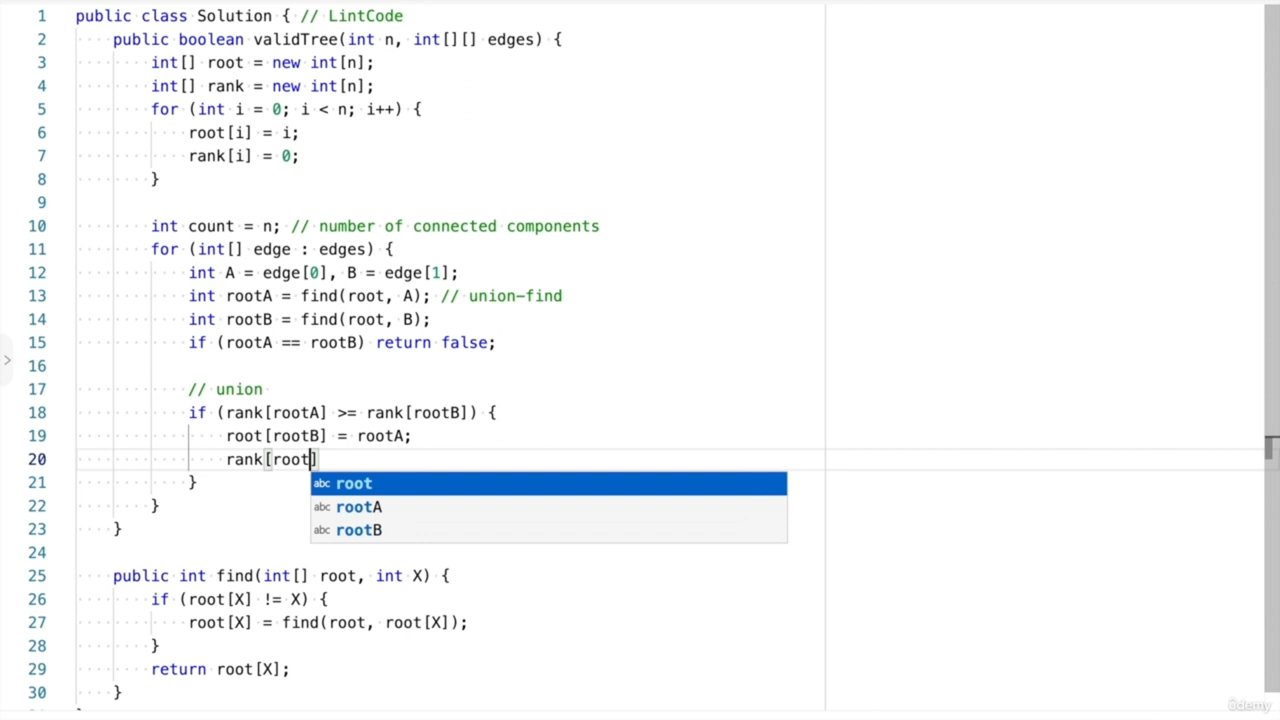 1 public class Solution { // LintCode
2 public boolean validTree(int n, int[][] edges) {
3 int[] root = new int[n];
4 int[] rank = new int[n];
5 for (int i = 0; i < n; i++) {
6 root[i] = i;
7 rank[i] = 0;
8 }
9
10 int count = n; // number of connected components
11 for (int[] edge : edges) {
12 int A = edge[0], B = edge[1];
13 int rootA = find(root, A); // union-find
14 int rootB = find(root, B);
15 if (rootA == rootB) return false;
16
17 // union
18 if (rank[rootA] >= rank[rootB]) {
19 root[rootB] = rootA;
20 rank[root]
abc root
21 }
abc rootA
22 }
abc rootB
23 }
24
25 public int find(int[] root, int X) {
26 if (root[X] != X) {
27 root[X] = find(root, root[X]);
28 }
29 return root[X];
30 }
ûdemy